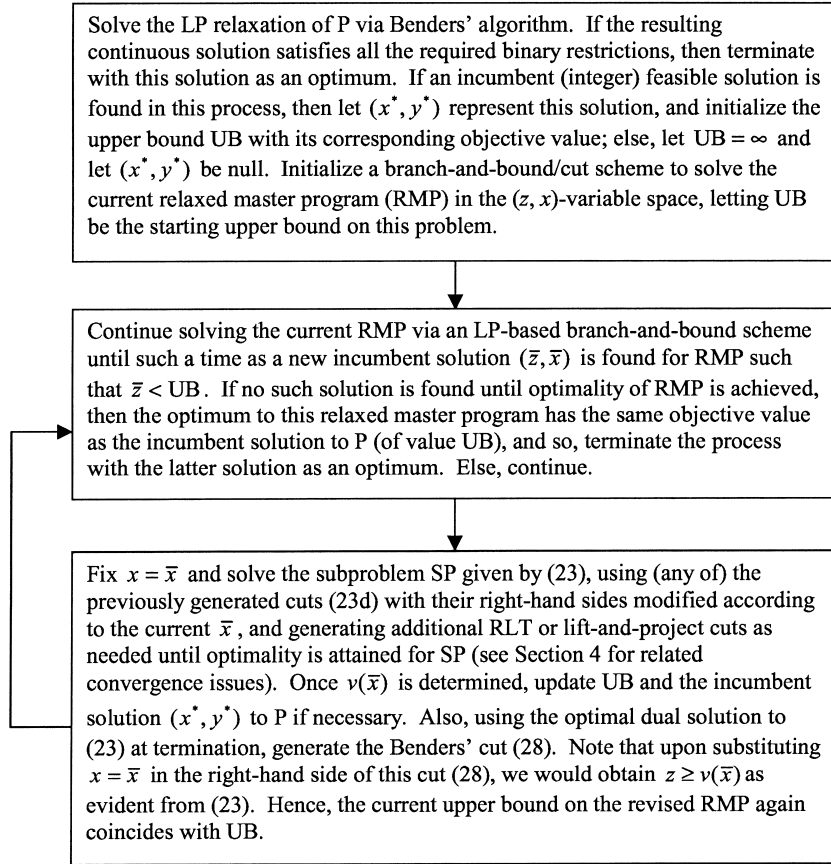 Solve the LP relaxation of P via Benders' algorithm. If the resulting
continuous solution satisfies all the required binary restrictions, then terminate
with this solution as an optimum. If an incumbent (integer) feasible solution is
found in this process, then let (x*, y*) represent this solution, and initialize the
upper bound UB with its corresponding objective value; else, let UB = ∞ and
let (x*, y*) be null. Initialize a branch-and-bound/cut scheme to solve the
current relaxed master program (RMP) in the (z, x)-variable space, letting UB
be the starting upper bound on this problem.
Continue solving the current RMP via an LP-based branch-and-bound scheme
until such a time as a new incumbent solution (z̅, x̅) is found for RMP such
that z̅ < UB. If no such solution is found until optimality of RMP is achieved,
then the optimum to this relaxed master program has the same objective value
as the incumbent solution to P (of value UB), and so, terminate the process
with the latter solution as an optimum. Else, continue.
Fix x = x̅ and solve the subproblem SP given by (23), using (any of) the
previously generated cuts (23d) with their right-hand sides modified according
to the current x̅, and generating additional RLT or lift-and-project cuts as
needed until optimality is attained for SP (see Section 4 for related
convergence issues). Once v(x̅) is determined, update UB and the incumbent
solution (x*, y*) to P if necessary. Also, using the optimal dual solution to
(23) at termination, generate the Benders' cut (28). Note that upon substituting
x = x̅ in the right-hand side of this cut (28), we would obtain z ≥ v(x̅) as
evident from (23). Hence, the current upper bound on the revised RMP again
coincides with UB.